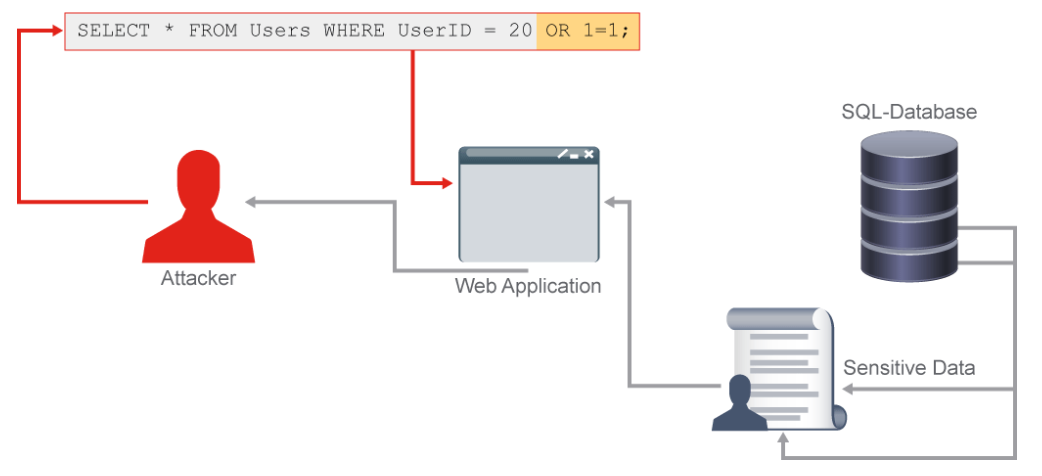 SELECT * FROM Users WHERE UserID = 20 OR 1=1;
SQL-Database
Attacker
Web Application
Sensitive Data